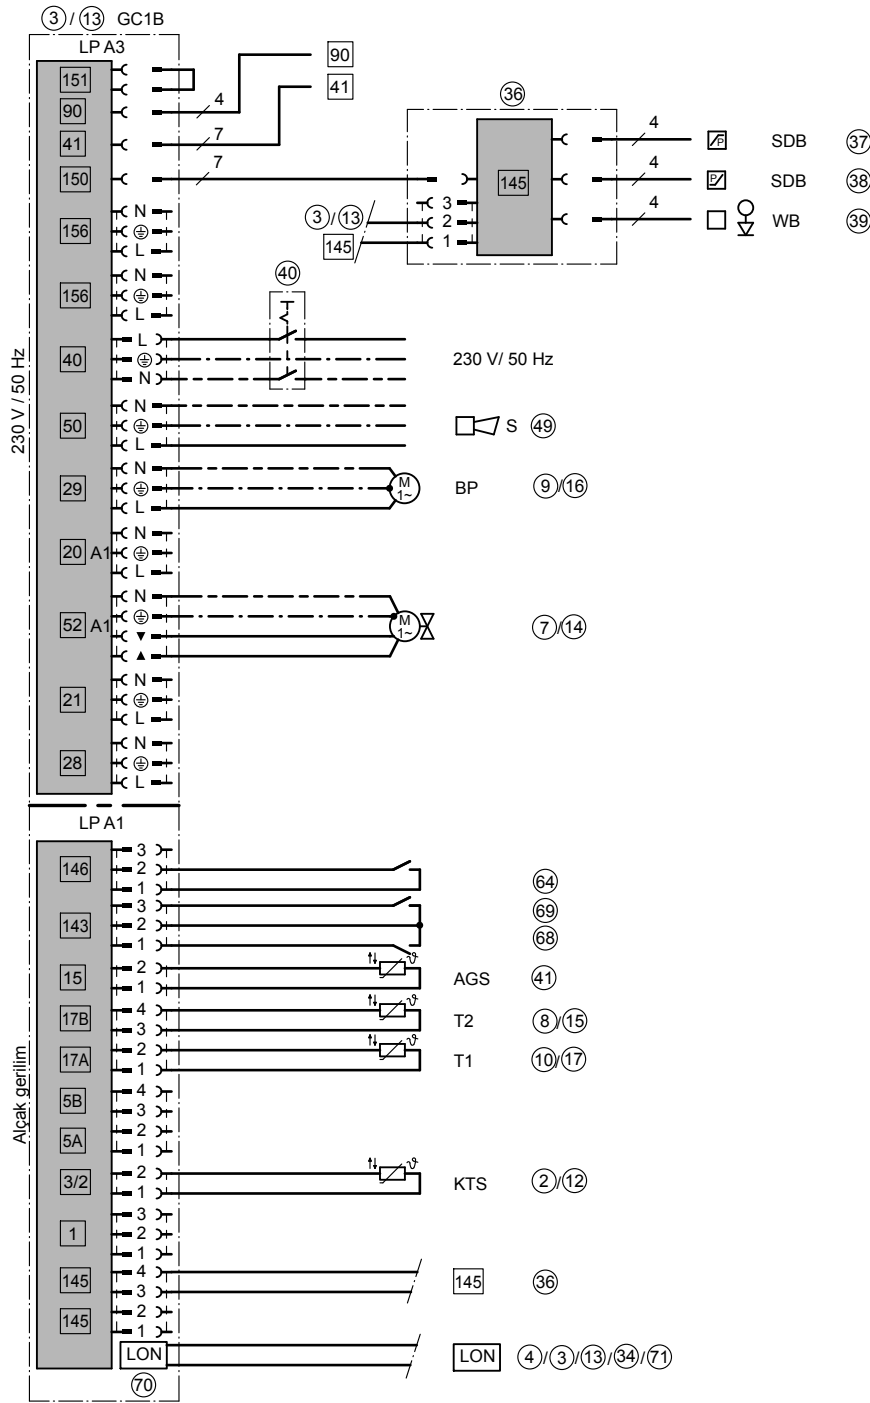 3 / 13 GC1B
LP A3
151
90
4
90
41
7
41
150
7
36
145
4
SDB 37
4
SDB 38
4
WB 39
3
2
1
3 / 13
145
156
N
L
156
N
L
40
230 V / 50 Hz
40
L
N
230 V/ 50 Hz
50
N
L
S 49
29
N
L
M
1~
BP 9/16
20 A1
N
L
52 A1
N
M
1~
7/14
21
N
L
28
N
L
LP A1
Alçak gerilim
146
3
2
1
64
143
3
2
1
69
68
15
2
1
ϑ
AGS 41
17B
4
3
ϑ
T2 8/15
17A
2
1
ϑ
T1 10/17
5B
4
3
5A
2
1
3/2
2
1
ϑ
KTS 2/12
1
3
2
1
145
4
3
145 36
145
2
1
LON
LON 4/3/13/34/71
70